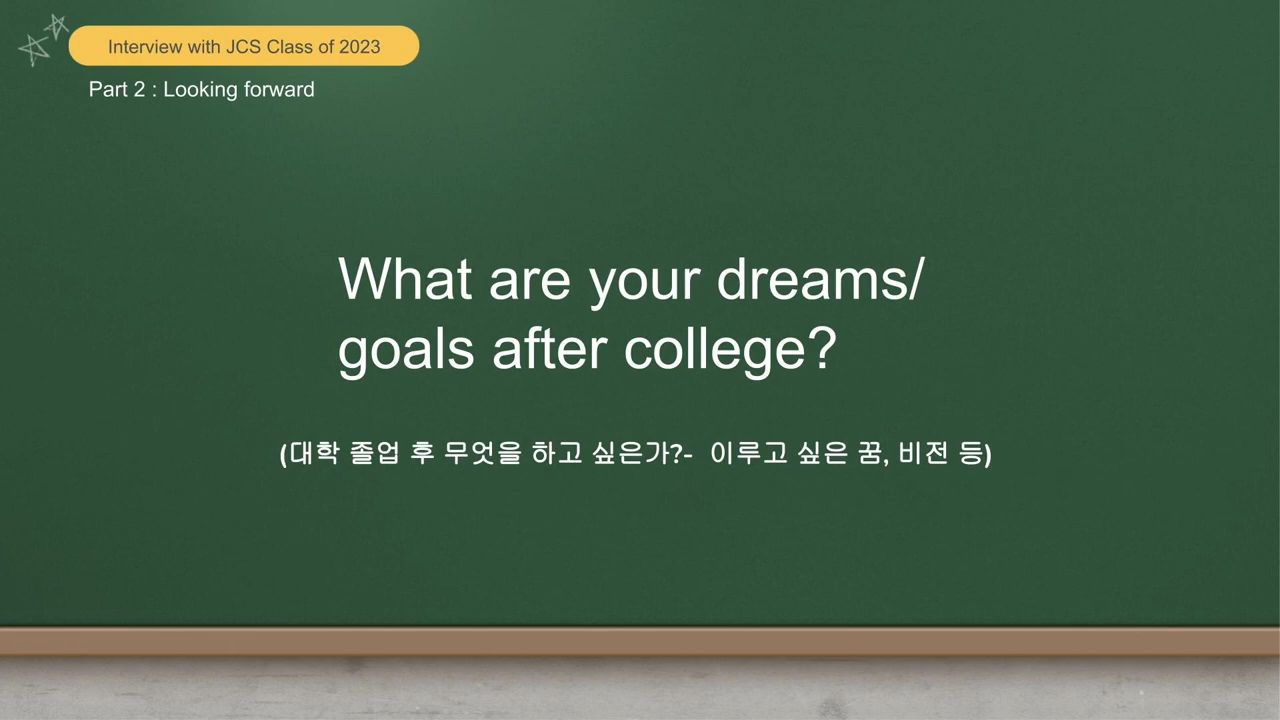 Interview with JCS Class of 2023
Part 2 : Looking forward
What are your dreams/
goals after college?
(대학 졸업 후 무엇을 하고 싶은가?- 이루고 싶은 꿈, 비전 등)